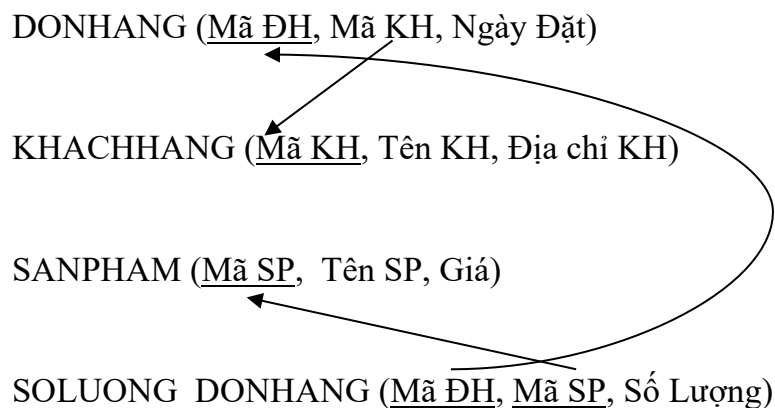 DONHANG (Mã ĐH, Mã KH, Ngày Đặt)
KHACHHANG (Mã KH, Tên KH, Địa chỉ KH)
SANPHAM (Mã SP, Tên SP, Giá)
SOLUONG DONHANG (Mã ĐH, Mã SP, Số Lượng)